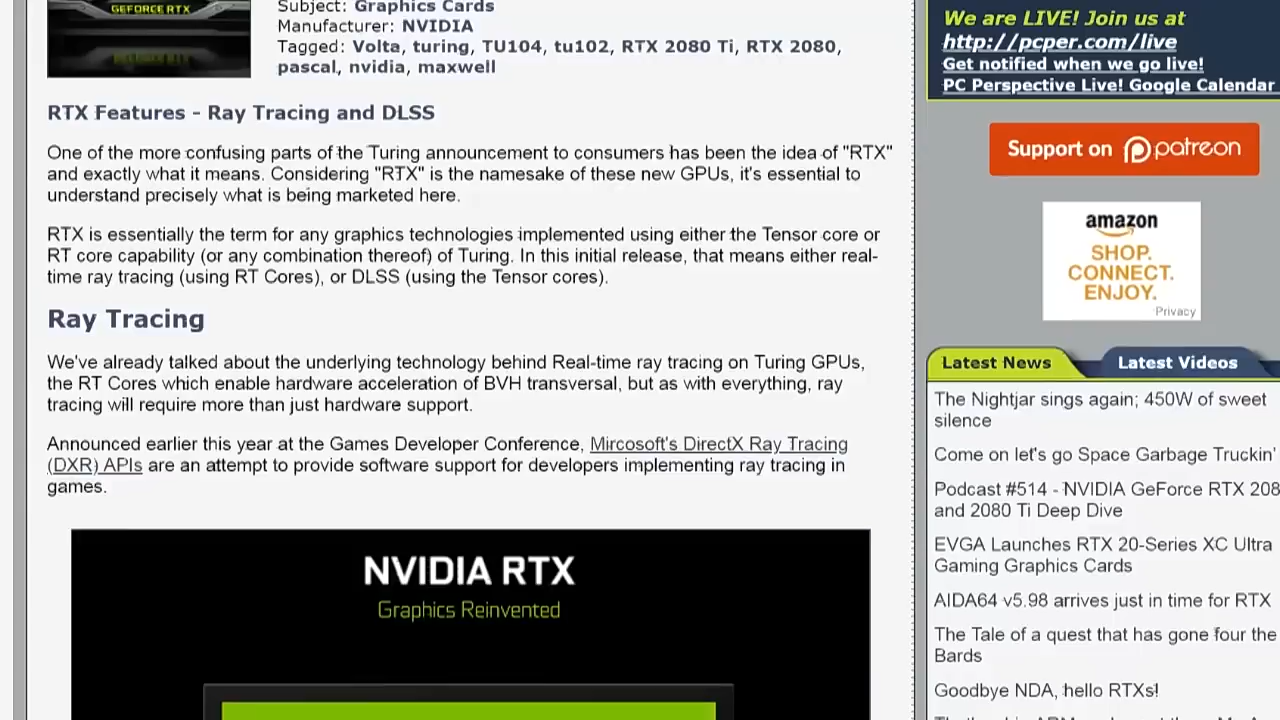 GEFORCE RTX
Subject: Graphics Cards
Manufacturer: NVIDIA
Tagged: Volta, turing, TU104, tu102, RTX 2080 Ti, RTX 2080,
pascal, nvidia, maxwell
RTX Features - Ray Tracing and DLSS
One of the more confusing parts of the Turing announcement to consumers has been the idea of "RTX"
and exactly what it means. Considering "RTX" is the namesake of these new GPUs, it's essential to
understand precisely what is being marketed here.
RTX is essentially the term for any graphics technologies implemented using either the Tensor core or
RT core capability (or any combination thereof) of Turing. In this initial release, that means either real-
time ray tracing (using RT Cores), or DLSS (using the Tensor cores).
Ray Tracing
We've already talked about the underlying technology behind Real-time ray tracing on Turing GPUs,
the RT Cores which enable hardware acceleration of BVH transversal, but as with everything, ray
tracing will require more than just hardware support.
Announced earlier this year at the Games Developer Conference, Mircosoft's DirectX Ray Tracing
(DXR) APIs are an attempt to provide software support for developers implementing ray tracing in
games.
NVIDIA RTX
Graphics Reinvented
We are LIVE! Join us at
http://pcper.com/live
Get notified when we go live!
PC Perspective Live! Google Calendar
Support on patreon
amazon
SHOP.
CONNECT.
ENJOY.
Privacy
Latest News
Latest Videos
The Nightjar sings again; 450W of sweet
silence
Come on let's go Space Garbage Truckin'
Podcast #514 - NVIDIA GeForce RTX 208
and 2080 Ti Deep Dive
EVGA Launches RTX 20-Series XC Ultra
Gaming Graphics Cards
AIDA64 v5.98 arrives just in time for RTX
The Tale of a quest that has gone four the
Bards
Goodbye NDA, hello RTXs!